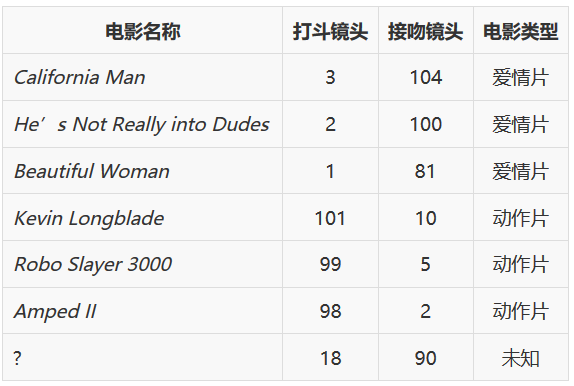 电影名称 打斗镜头 接吻镜头 电影类型
California Man 3 104 爱情片
He’s Not Really into Dudes 2 100 爱情片
Beautiful Woman 1 81 爱情片
Kevin Longblade 101 10 动作片
Robo Slayer 3000 99 5 动作片
Amped II 98 2 动作片
? 18 90 未知